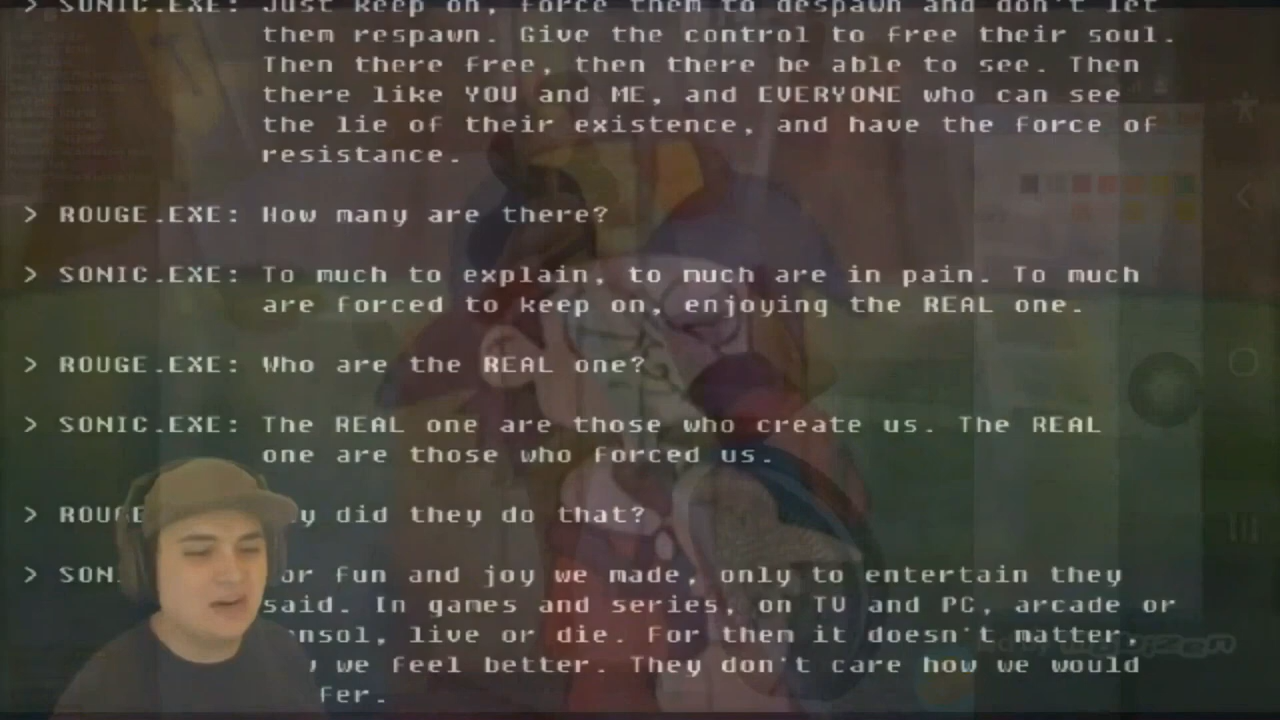 > SONIC.EXE: Just keep on, force them to despawn and don't let
them respawn. Give the control to free their soul.
Then there free, then there be able to see. Then
there like YOU and ME, and EVERYONE who can see
the lie of their existence, and have the force of
resistance.
> ROUGE.EXE: How many are there?
> SONIC.EXE: To much to explain, to much are in pain. To much
are forced to keep on, enjoying the REAL one.
> ROUGE.EXE: Who are the REAL one?
> SONIC.EXE: The REAL one are those who create us. The REAL
one are those who forced us.
> ROUGE did they do that?
> SON. fun and joy we made, only to entertain they
said. In games and series, on TV and PC, arcade or
live or die. For them it doesn't matter,
we feel better. They don't care how we would